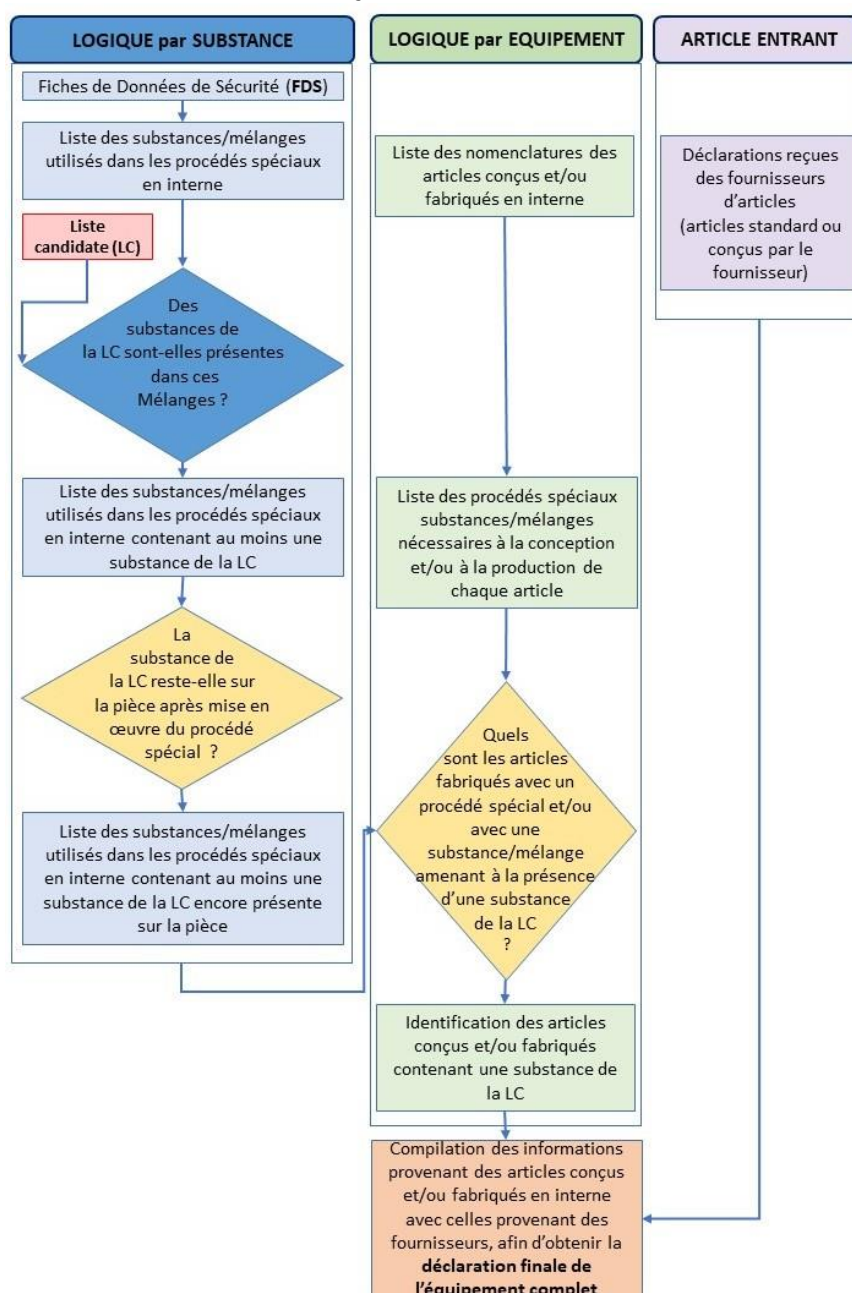 LOGIQUE par SUBSTANCE
Fiches de Données de Sécurité (FDS)
Liste des substances/mélanges
utilisés dans les procédés spéciaux
en interne
Liste
candidate (LC)
Des
substances de
la LC sont-elles présentes
dans ces
Mélanges ?
Liste des substances/mélanges
utilisés dans les procédés spéciaux
en interne contenant au moins une
substance de la LC
La
substance de
la LC reste-elle sur
la pièce après mise en
œuvre du procédé
spécial ?
Liste des substances/mélanges
utilisés dans les procédés spéciaux
en interne contenant au moins une
substance de la LC encore présente
sur la pièce
LOGIQUE par EQUIPEMENT
Liste des nomenclatures des
articles conçus et/ou
fabriqués en interne
Liste des procédés spéciaux
substances/mélanges
nécessaires à la conception
et/ou à la production de
chaque article
Quels
sont les articles
fabriqués avec un
procédé spécial et/ou
avec une
substance/mélange
amenant à la présence
d'une substance
de la LC
?
Identification des articles
conçus et/ou fabriqués
contenant une substance de
la LC
Compilation des informations
provenant des articles conçus
et/ou fabriqués en interne
avec celles provenant des
fournisseurs, afin d'obtenir la
déclaration finale de
l'équipement complet
ARTICLE ENTRANT
Déclarations reçues
des fournisseurs
d'articles
(articles standard ou
conçus par le
fournisseur)